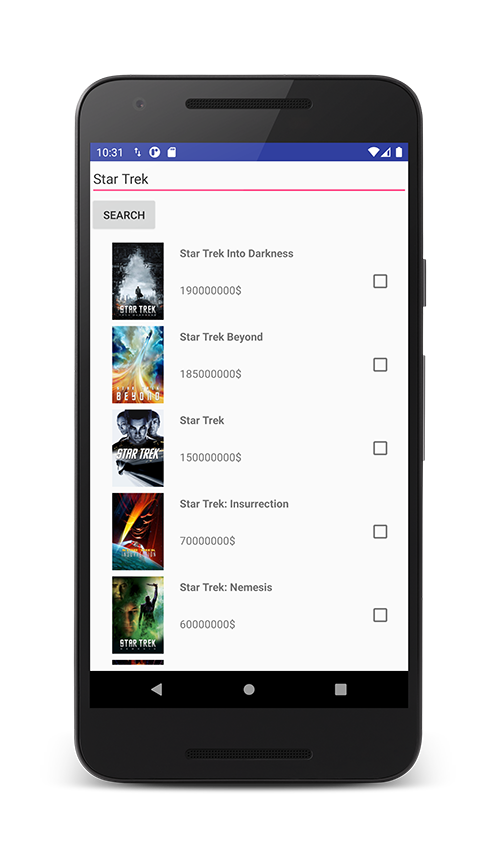 10:31
Star Trek
SEARCH
Star Trek Into Darkness
190000000$
STAR TREK
Star Trek Beyond
185000000$
STAR TREK
BEYOND
Star Trek
150000000$
STAR TREK
Star Trek: Insurrection
70000000$
Star Trek: Nemesis
60000000$
STAR TREK